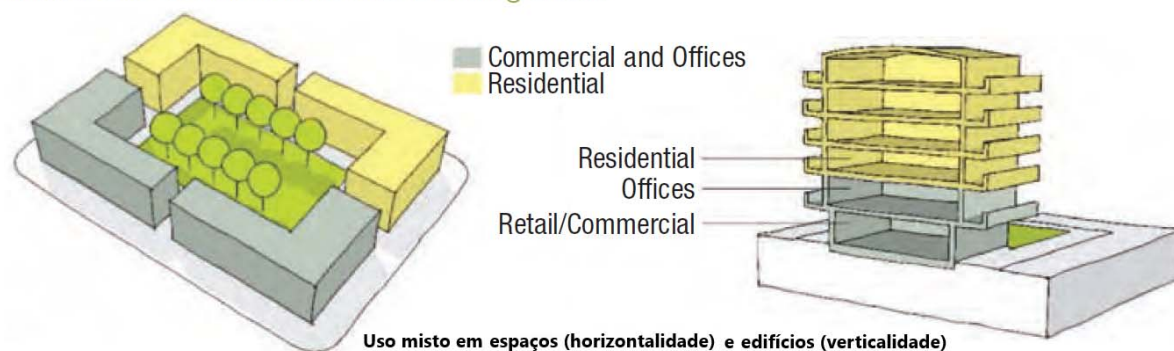 Commercial and Offices
Residential
Residential
Offices
Retail/Commercial
Uso misto em espaços (horizontalidade) e edifícios (verticalidade)